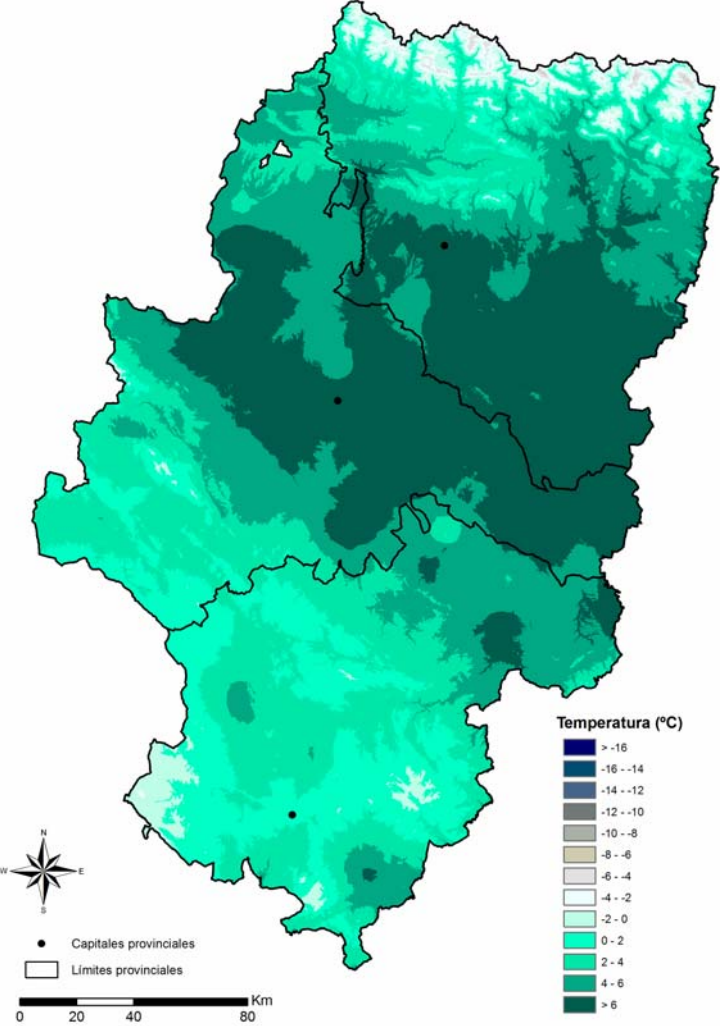 Temperatura (ºC)
> -16
-16 - -14
-14 - -12
-12 - -10
-10 - -8
-8 - -6
-6 - -4
-4 - -2
-2 - 0
0 - 2
2 - 4
4 - 6
> 6
N
W
E
S
Capitales provinciales
Límites provinciales
Km
0 20 40 80